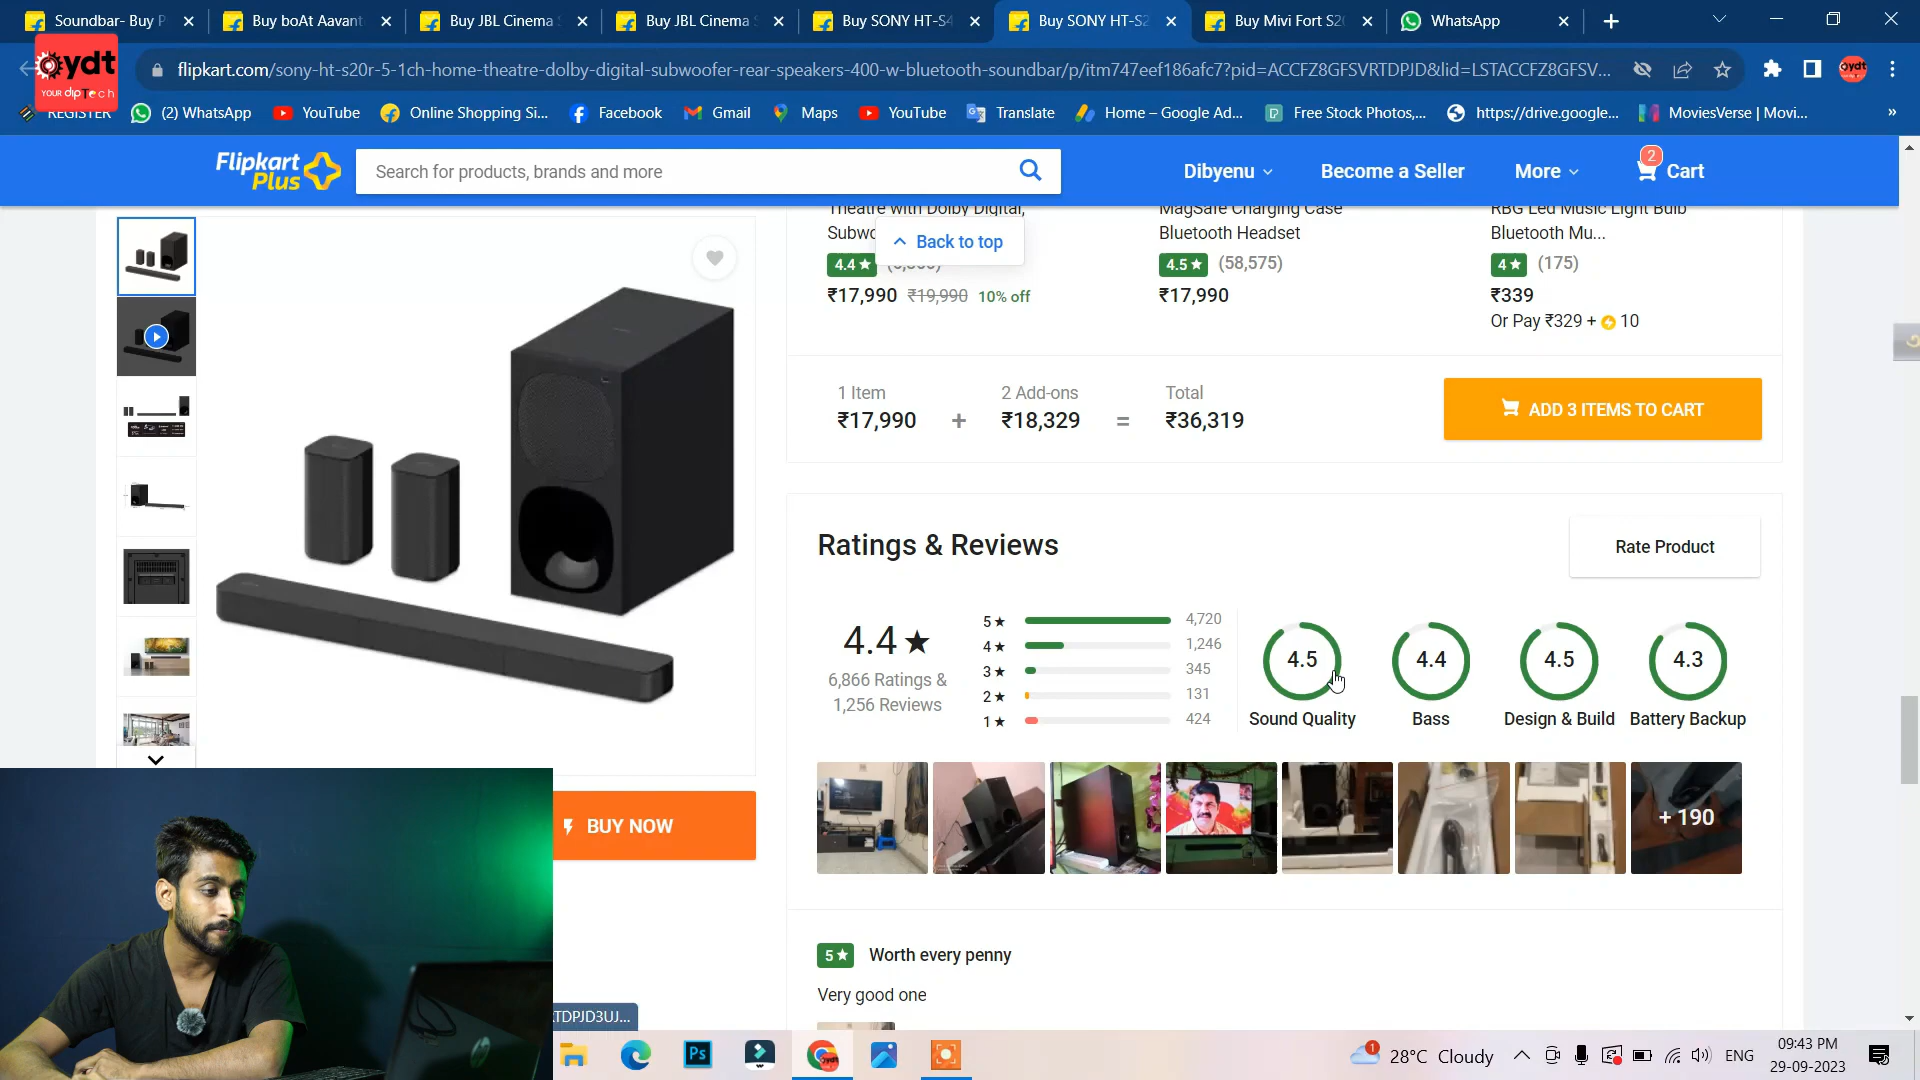 Soundbar- Buy P
Buy boAt Aavant
Buy JBL Cinema
Buy JBL Cinema
Buy SONY HT-S4
Buy SONY HT-S2
Buy Mivi Fort S20
WhatsApp
ydt
YOUR dipTech
flipkart.com/sony-ht-s20r-5-1ch-home-theatre-dolby-digital-subwoofer-rear-speakers-400-w-bluetooth-soundbar/p/itm747eef186afc7?pid=ACCFZ8GFSVRTDPJD&lid=LSTACCFZ8GFSV...
ydt
REGISTER
(2) WhatsApp
YouTube
Online Shopping Si...
Facebook
Gmail
Maps
YouTube
Translate
Home – Google Ad...
Free Stock Photos,...
https://drive.google...
MoviesVerse | Movi...
»
Flipkart
Plus
Search for products, brands and more
Dibyenu
Become a Seller
More
2
Cart
Theatre with Dolby Digital,
Subwo
Back to top
4.4★
₹17,990 ₹19,990 10% off
MagSafe Charging Case
Bluetooth Headset
4.5★ (58,575)
₹17,990
RBG Led Music Light Bulb
Bluetooth Mu...
4★ (175)
₹339
Or Pay ₹329 + 10
1 Item
₹17,990
+
2 Add-ons
₹18,329
=
Total
₹36,319
ADD 3 ITEMS TO CART
Ratings & Reviews
Rate Product
4.4★
6,866 Ratings &
1,256 Reviews
5★ 4,720
4★ 1,246
3★ 345
2★ 131
1★ 424
4.5
Sound Quality
4.4
Bass
4.5
Design & Build
4.3
Battery Backup
+ 190
BUY NOW
5★ Worth every penny
Very good one
TDPJD3UJ...
Ps
1
28°C Cloudy
ENG
09:43 PM
29-09-2023